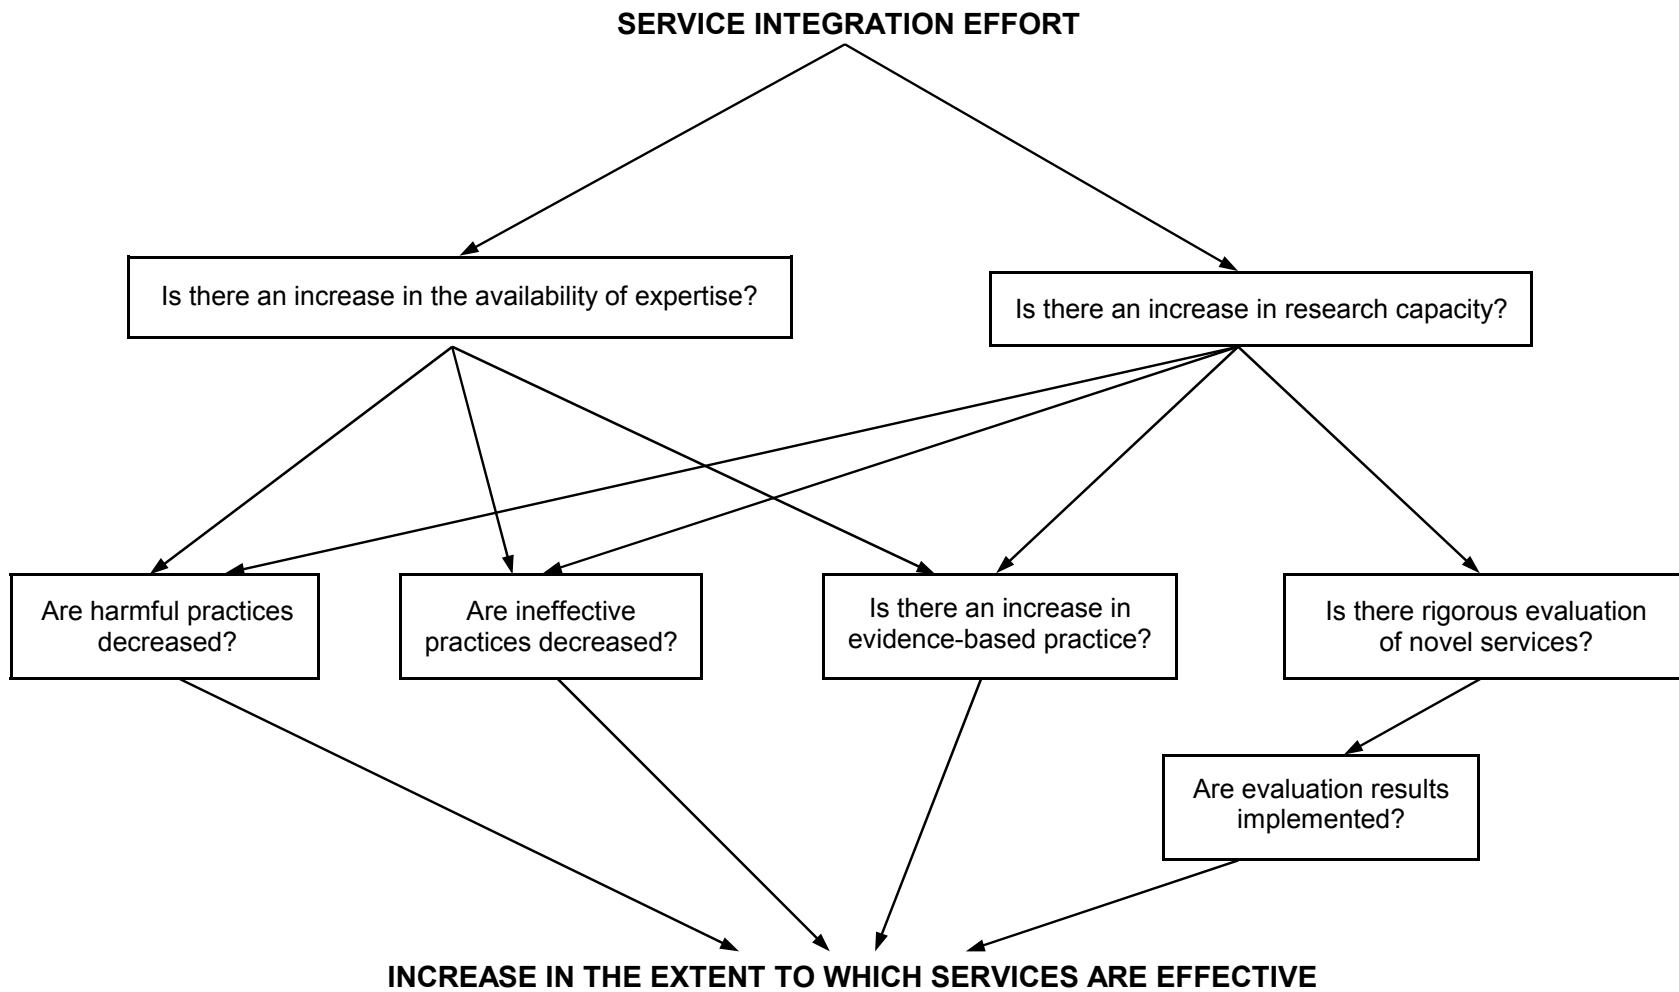 SERVICE INTEGRATION EFFORT
Is there an increase in the availability of expertise?
Is there an increase in research capacity?
Are harmful practices
decreased?
Are ineffective
practices decreased?
Is there an increase in
evidence-based practice?
Is there rigorous evaluation
of novel services?
Are evaluation results
implemented?
INCREASE IN THE EXTENT TO WHICH SERVICES ARE EFFECTIVE